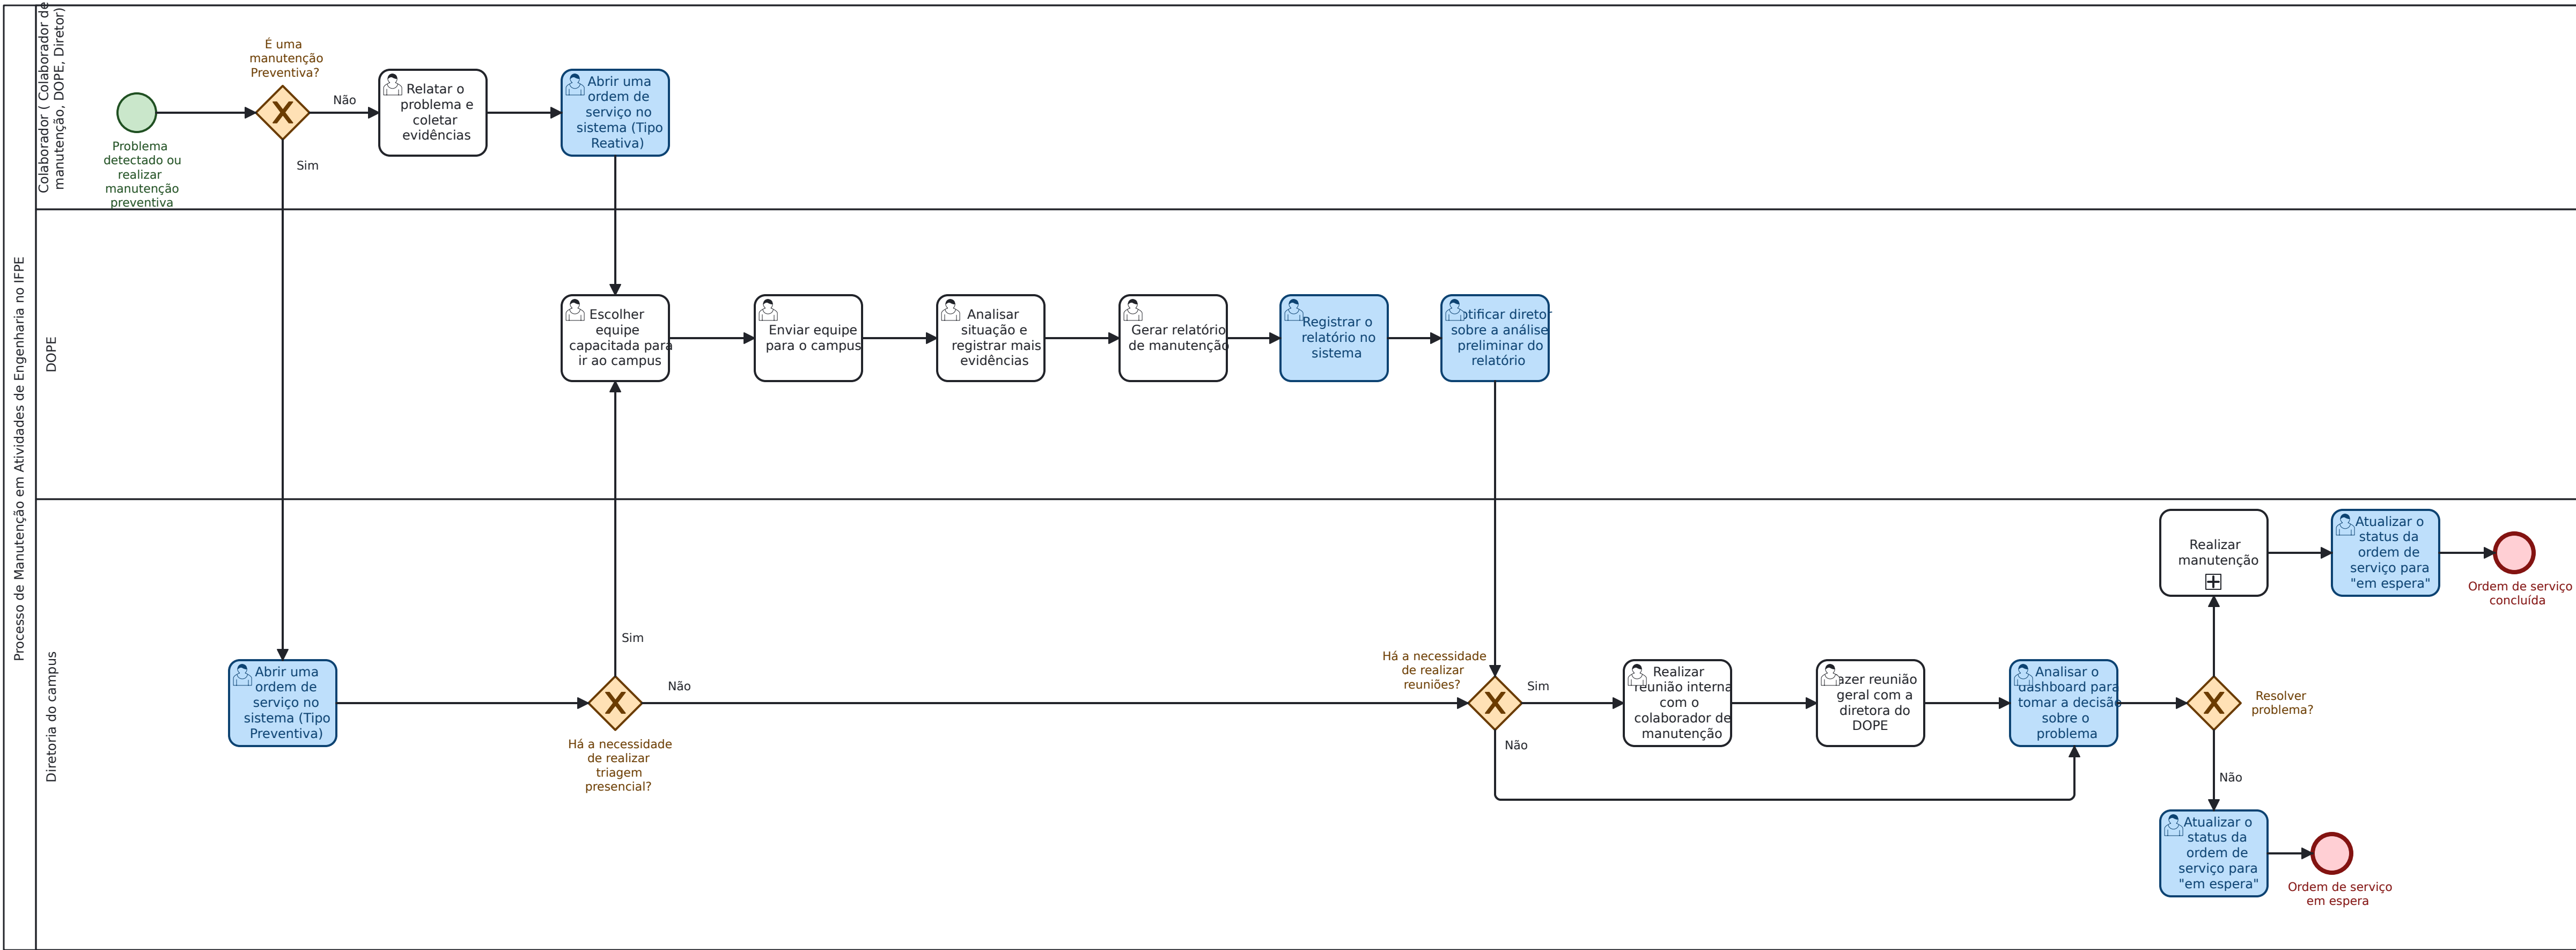 Processo de Manutenção em Atividades de Engenharia no IFPE
Colaborador ( Colaborador de
manutenção, DOPE, Diretor)
Problema
detectado ou
realizar
manutenção
preventiva
É uma
manutenção
Preventiva?
Não
Sim
Relatar o
problema e
coletar
evidências
Abrir uma
ordem de
serviço no
sistema (Tipo
Reativa)
DOPE
Escolher
equipe
capacitada para
ir ao campus
Enviar equipe
para o campus
Analisar
situação e
registrar mais
evidências
Gerar relatório
de manutenção
Registrar o
relatório no
sistema
otificar diretor
sobre a análise
preliminar do
relatório
Diretoria do campus
Abrir uma
ordem de
serviço no
sistema (Tipo
Preventiva)
Sim
Não
Há a necessidade
de realizar
triagem
presencial?
Há a necessidade
de realizar
reuniões?
Sim
Não
Realizar
reunião interna
com o
colaborador de
manutenção
azer reunião
geral com a
diretora do
DOPE
Analisar o
dashboard para
tomar a decisão
sobre o
problema
Resolver
problema?
Não
Realizar
manutenção
Atualizar o
status da
ordem de
serviço para
"em espera"
Ordem de serviço
concluída
Atualizar o
status da
ordem de
serviço para
"em espera"
Ordem de serviço
em espera